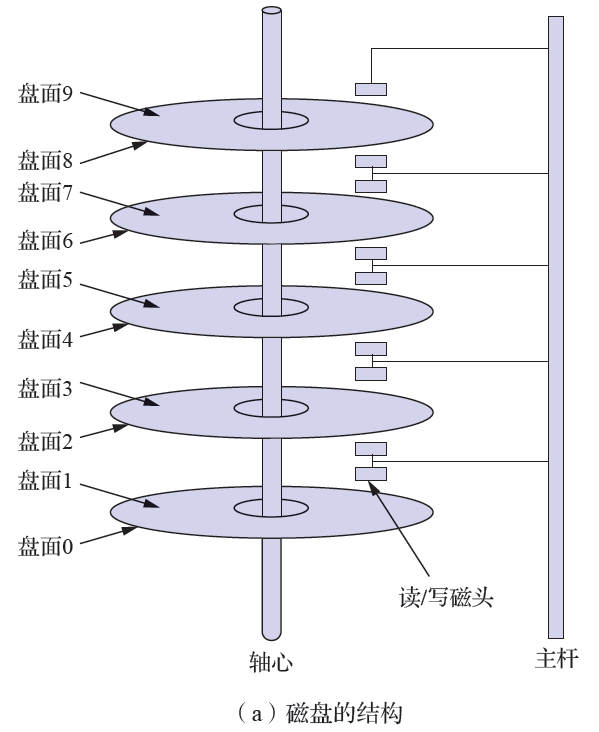 盘面9
盘面8
盘面7
盘面6
盘面5
盘面4
盘面3
盘面2
盘面1
盘面0
读/写磁头
轴心
主杆
（a）磁盘的结构